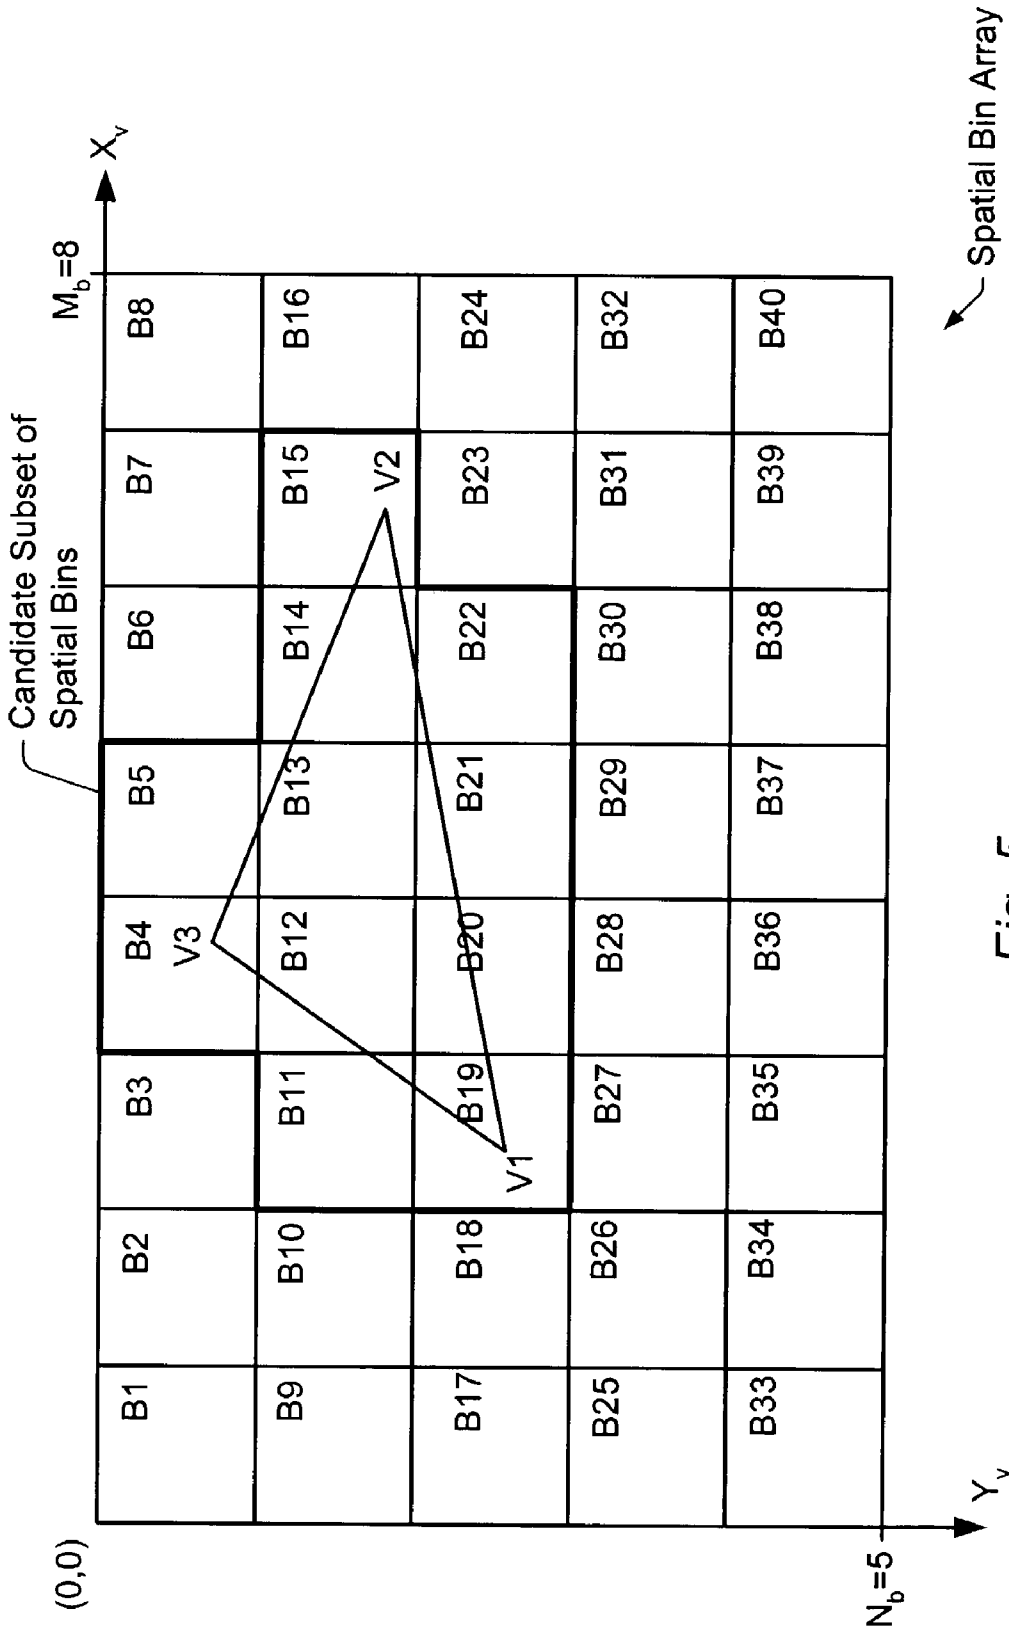 Candidate Subset of
Spatial Bins
(0,0)
M_b=8
X_v
B1 B2 B3 B4 B5 B6 B7 B8
V3
B9 B10 B11 B12 B13 B14 B15 B16
V2
B17 B18 B19 B20 B21 B22 B23 B24
V1
B25 B26 B27 B28 B29 B30 B31 B32
B33 B34 B35 B36 B37 B38 B39 B40
N_b=5
Y_v
Spatial Bin Array